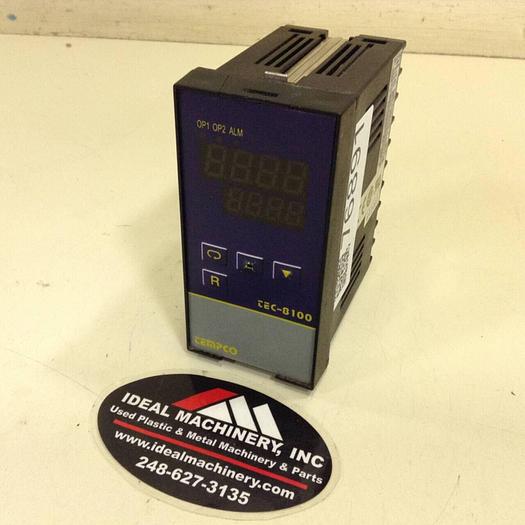 OP1 OP2 ALM
R
TEC-8100
TEMPCO
L6897
IDEAL MACHINERY, INC
Used Plastic & Metal Machinery & Parts
www.idealmachinery.com
248-627-3135